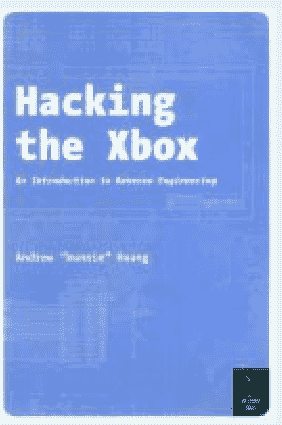 Hacking
the Xbox
An Introduction to Reverse Engineering
Andrew "bunnie" Huang